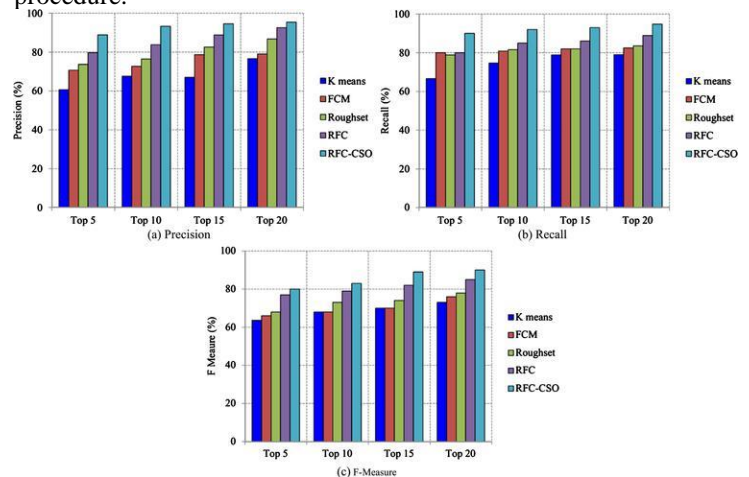 procedure.
100
80
60
40
20
0
Precision (%)
Top 5 Top 10 Top 15 Top 20
K means
FCM
Roughset
RFC
RFC-CSO
(a) Precision
100
80
60
40
20
0
Recall (%)
Top 5 Top 10 Top 15 Top 20
K means
FCM
Roughset
RFC
RFC-CSO
(b) Recall
100
80
60
40
20
0
F Meaure (%)
Top 5 Top 10 Top 15 Top 20
K means
FCM
Roughset
RFC
RFC-CSO
(c) F-Measure